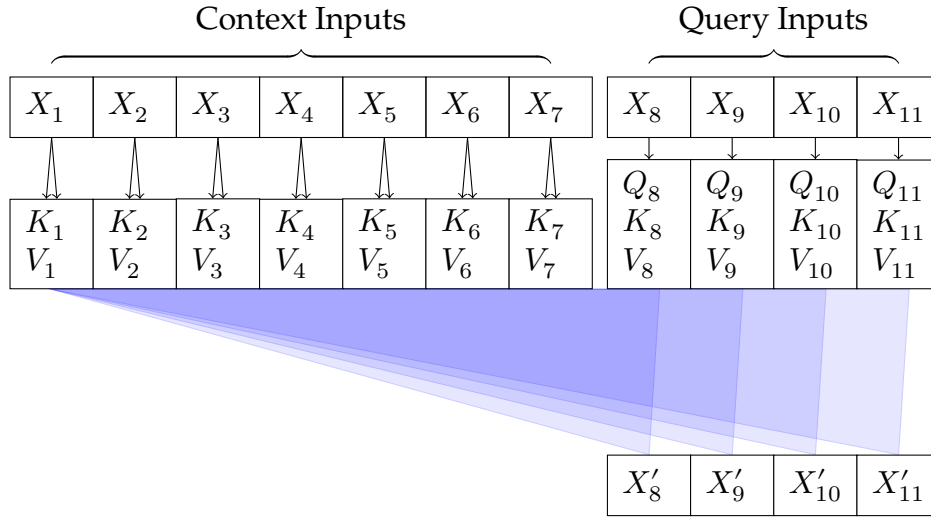 Context Inputs Query Inputs
X₁ X₂ X₃ X₄ X₅ X₆ X₇ X₈ X₉ X₁₀ X₁₁
Q₈ Q₉ Q₁₀ Q₁₁
K₁ K₂ K₃ K₄ K₅ K₆ K₇ K₈ K₉ K₁₀ K₁₁
V₁ V₂ V₃ V₄ V₅ V₆ V₇ V₈ V₉ V₁₀ V₁₁
X′₈ X′₉ X′₁₀ X′₁₁